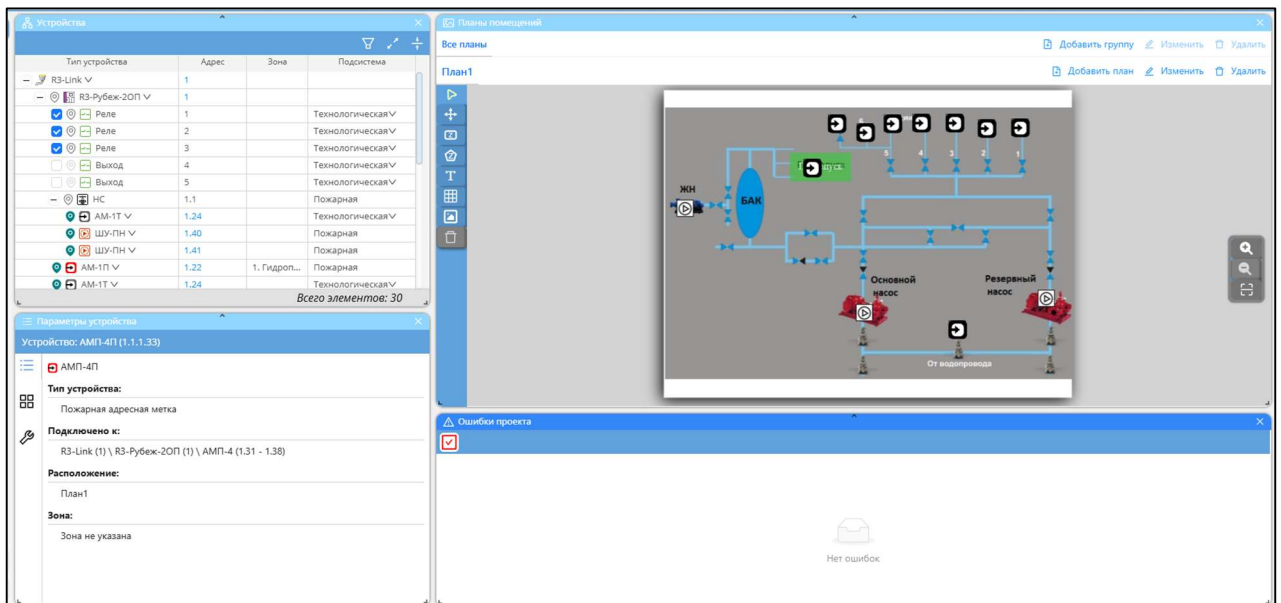 Устройства
Тип устройства Адрес Зона Подсистема
R3-Link 1
R3-Рубеж-2ОП 1
Реле 1 Технологическая
Реле 2 Технологическая
Реле 3 Технологическая
Выход 4 Технологическая
Выход 5 Технологическая
НС 1.1 Пожарная
АМ-1Т 1.24 Технологическая
ШУ-ПН 1.40 Пожарная
ШУ-ПН 1.41 Пожарная
АМ-1П 1.22 1. Гидроп... Пожарная
АМ-1Т 1.24 Технологическая
Всего элементов: 30
Параметры устройства
Устройство: АМП-4П (1.1.1.33)
АМП-4П
Тип устройства:
Пожарная адресная метка
Подключено к:
R3-Link (1) \ R3-Рубеж-2ОП (1) \ АМП-4 (1.31 - 1.38)
Расположение:
План1
Зона:
Зона не указана
Планы помещений
Все планы Добавить группу Изменить Удалить
План1 Добавить план Изменить Удалить
5 4 3 2 1
ЖН
БАК
Основной насос
Резервный насос
От водопровода
Ошибки проекта
Нет ошибок